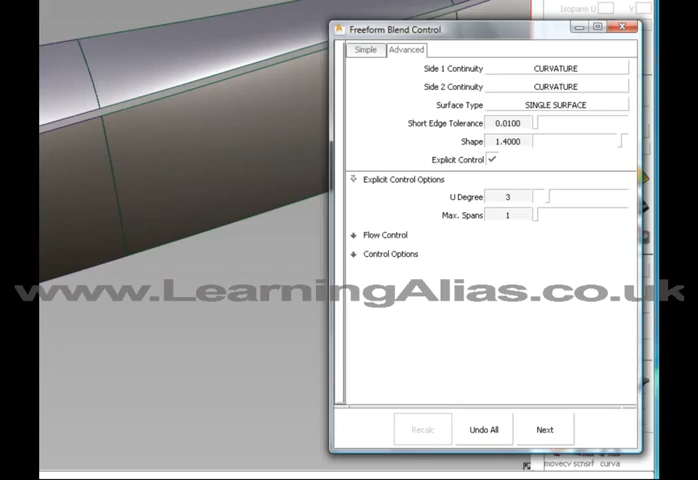 Isoparm U
V
Freeform Blend Control
Simple
Advanced
Side 1 Continuity
CURVATURE
Side 2 Continuity
CURVATURE
Surface Type
SINGLE SURFACE
Short Edge Tolerance
0.0100
Shape
1.4000
Explicit Control
Explicit Control Options
U Degree
3
Max. Spans
1
Flow Control
Control Options
www.LearningAlias.co.uk
Recalc
Undo All
Next
movecv scnsrf curva